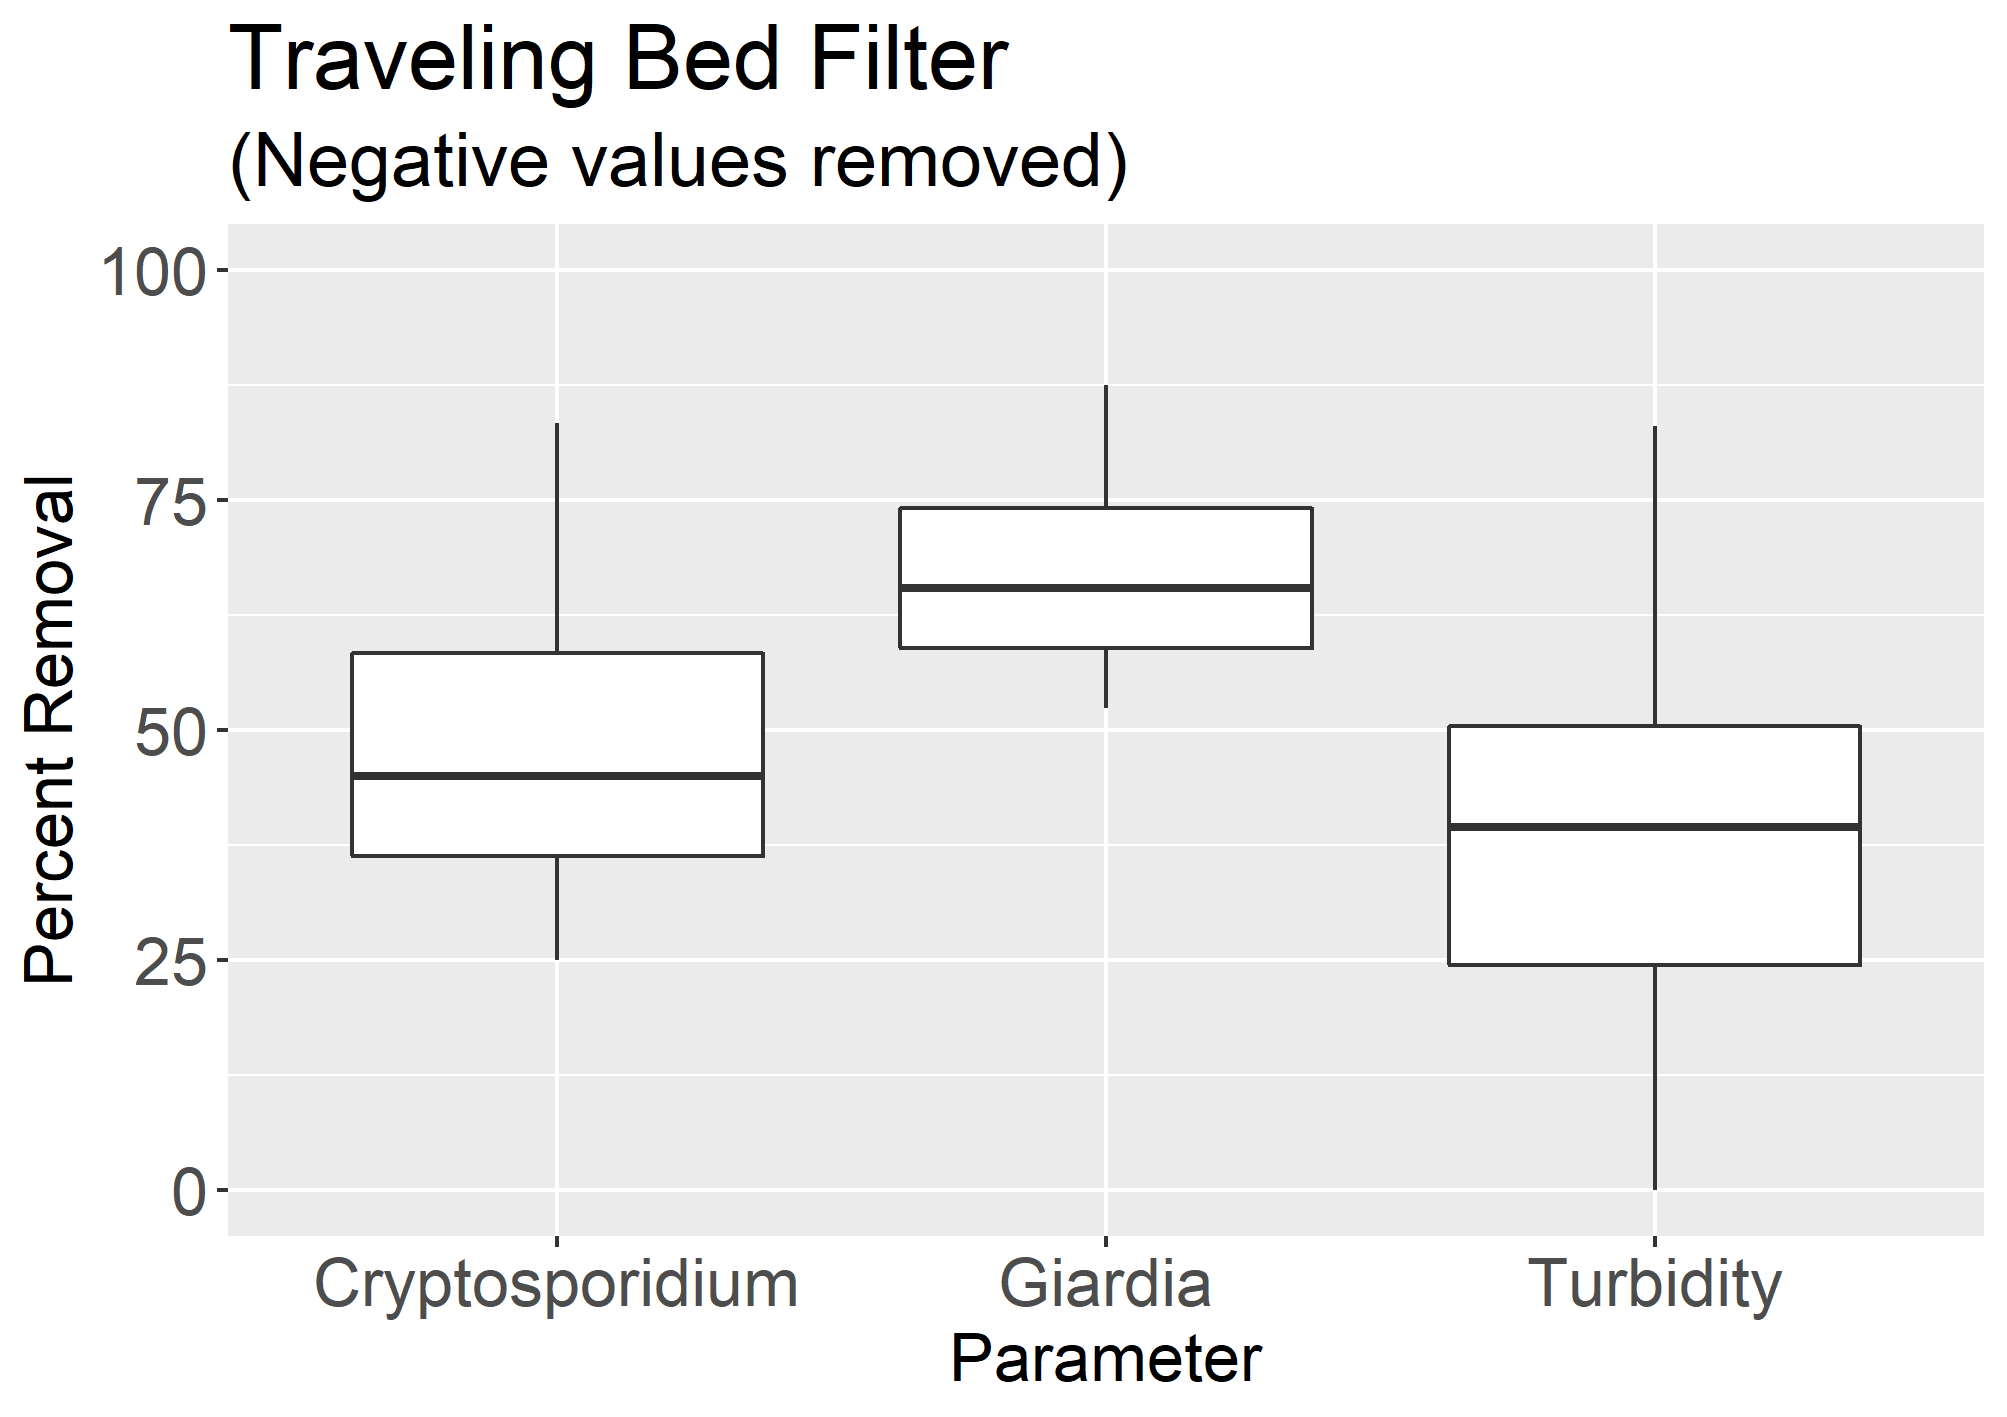 Traveling Bed Filter
(Negative values removed)
Percent Removal
100
75
50
25
0
Cryptosporidium Giardia Turbidity
Parameter